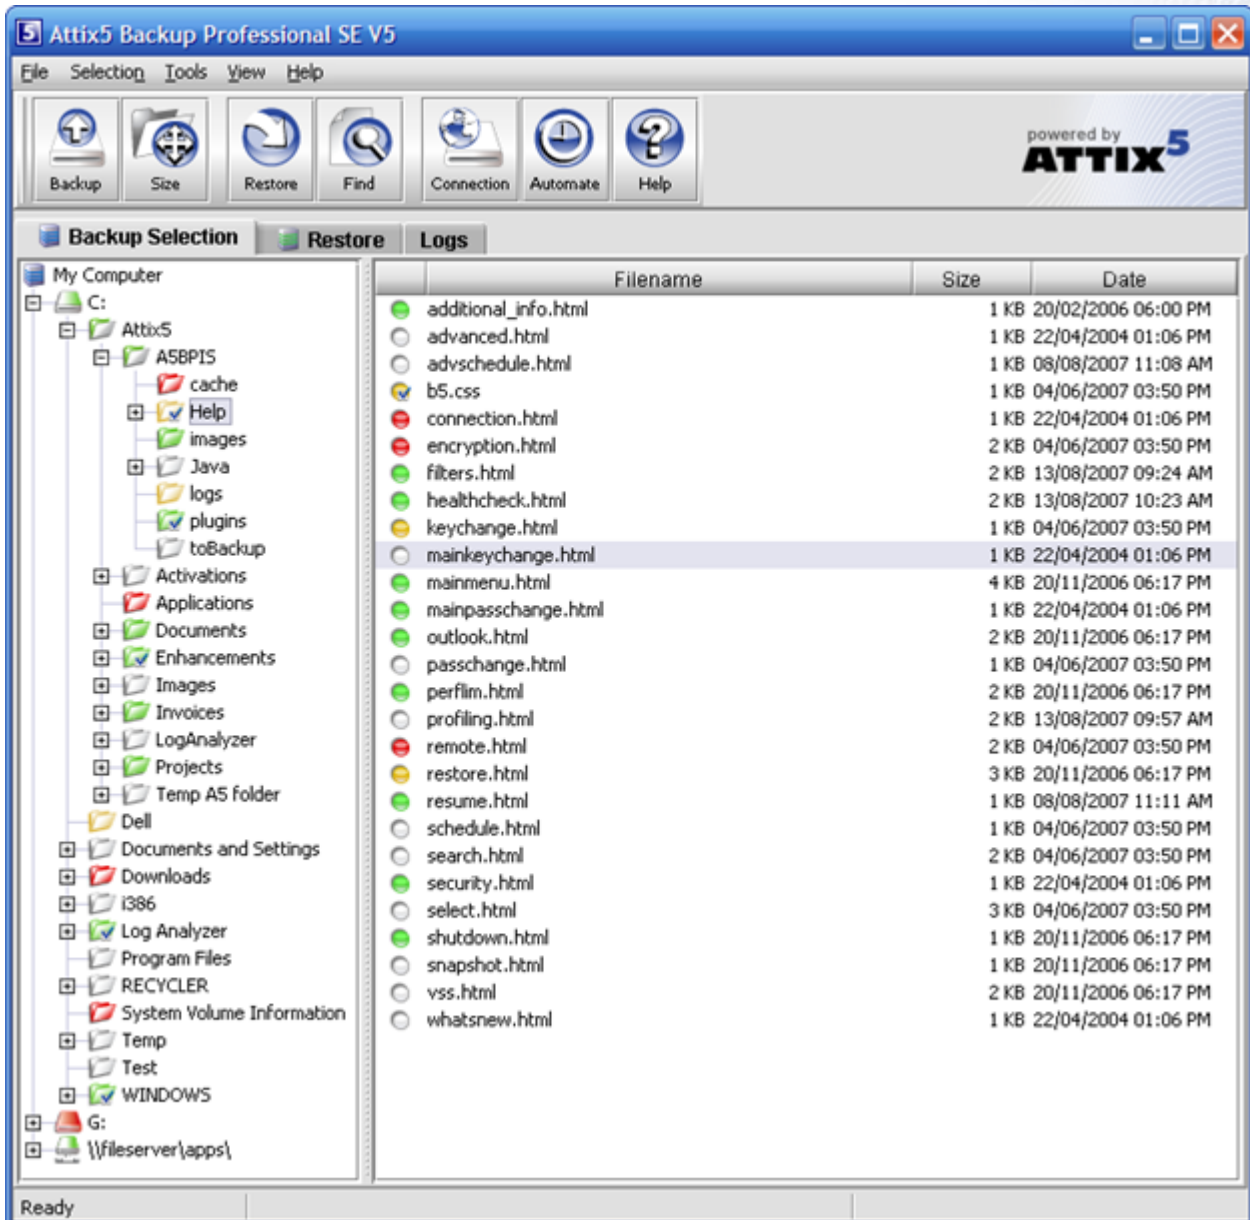 5 Attix5 Backup Professional SE V5
File Selection Tools View Help
Backup Size Restore Find Connection Automate Help
powered by
ATTIX5
Backup Selection Restore Logs
My Computer
C:
Attix5
A5BPIS
cache
Help
images
Java
logs
plugins
toBackup
Activations
Applications
Documents
Enhancements
Images
Invoices
LogAnalyzer
Projects
Temp A5 folder
Dell
Documents and Settings
Downloads
i386
Log Analyzer
Program Files
RECYCLER
System Volume Information
Temp
Test
WINDOWS
G:
\\fileserver\apps\
Filename Size Date
additional_info.html 1 KB 20/02/2006 06:00 PM
advanced.html 1 KB 22/04/2004 01:06 PM
advschedule.html 1 KB 08/08/2007 11:08 AM
b5.css 1 KB 04/06/2007 03:50 PM
connection.html 1 KB 22/04/2004 01:06 PM
encryption.html 2 KB 04/06/2007 03:50 PM
filters.html 2 KB 13/08/2007 09:24 AM
healthcheck.html 2 KB 13/08/2007 10:23 AM
keychange.html 1 KB 04/06/2007 03:50 PM
mainkeychange.html 1 KB 22/04/2004 01:06 PM
mainmenu.html 4 KB 20/11/2006 06:17 PM
mainpasschange.html 1 KB 22/04/2004 01:06 PM
outlook.html 2 KB 20/11/2006 06:17 PM
passchange.html 1 KB 04/06/2007 03:50 PM
perflim.html 2 KB 20/11/2006 06:17 PM
profiling.html 2 KB 13/08/2007 09:57 AM
remote.html 2 KB 04/06/2007 03:50 PM
restore.html 3 KB 20/11/2006 06:17 PM
resume.html 1 KB 08/08/2007 11:11 AM
schedule.html 1 KB 04/06/2007 03:50 PM
search.html 2 KB 04/06/2007 03:50 PM
security.html 1 KB 22/04/2004 01:06 PM
select.html 3 KB 04/06/2007 03:50 PM
shutdown.html 1 KB 20/11/2006 06:17 PM
snapshot.html 1 KB 20/11/2006 06:17 PM
vss.html 2 KB 20/11/2006 06:17 PM
whatsnew.html 1 KB 22/04/2004 01:06 PM
Ready